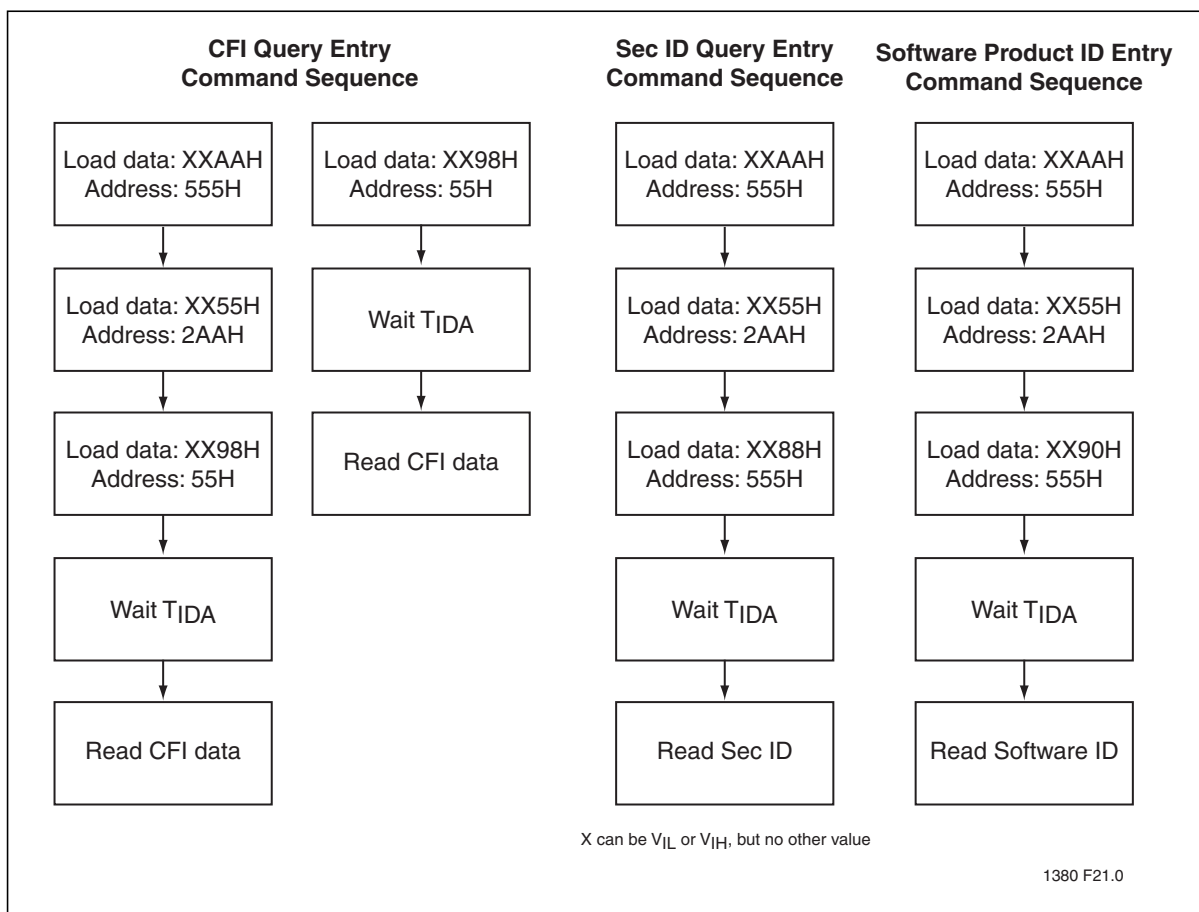 CFI Query Entry
Command Sequence
Load data: XXAAH
Address: 555H
Load data: XX55H
Address: 2AAH
Load data: XX98H
Address: 55H
Wait TIDA
Read CFI data
Load data: XX98H
Address: 55H
Wait TIDA
Read CFI data
Sec ID Query Entry
Command Sequence
Load data: XXAAH
Address: 555H
Load data: XX55H
Address: 2AAH
Load data: XX88H
Address: 555H
Wait TIDA
Read Sec ID
Software Product ID Entry
Command Sequence
Load data: XXAAH
Address: 555H
Load data: XX55H
Address: 2AAH
Load data: XX90H
Address: 555H
Wait TIDA
Read Software ID
X can be VIL or VIH, but no other value
1380 F21.0